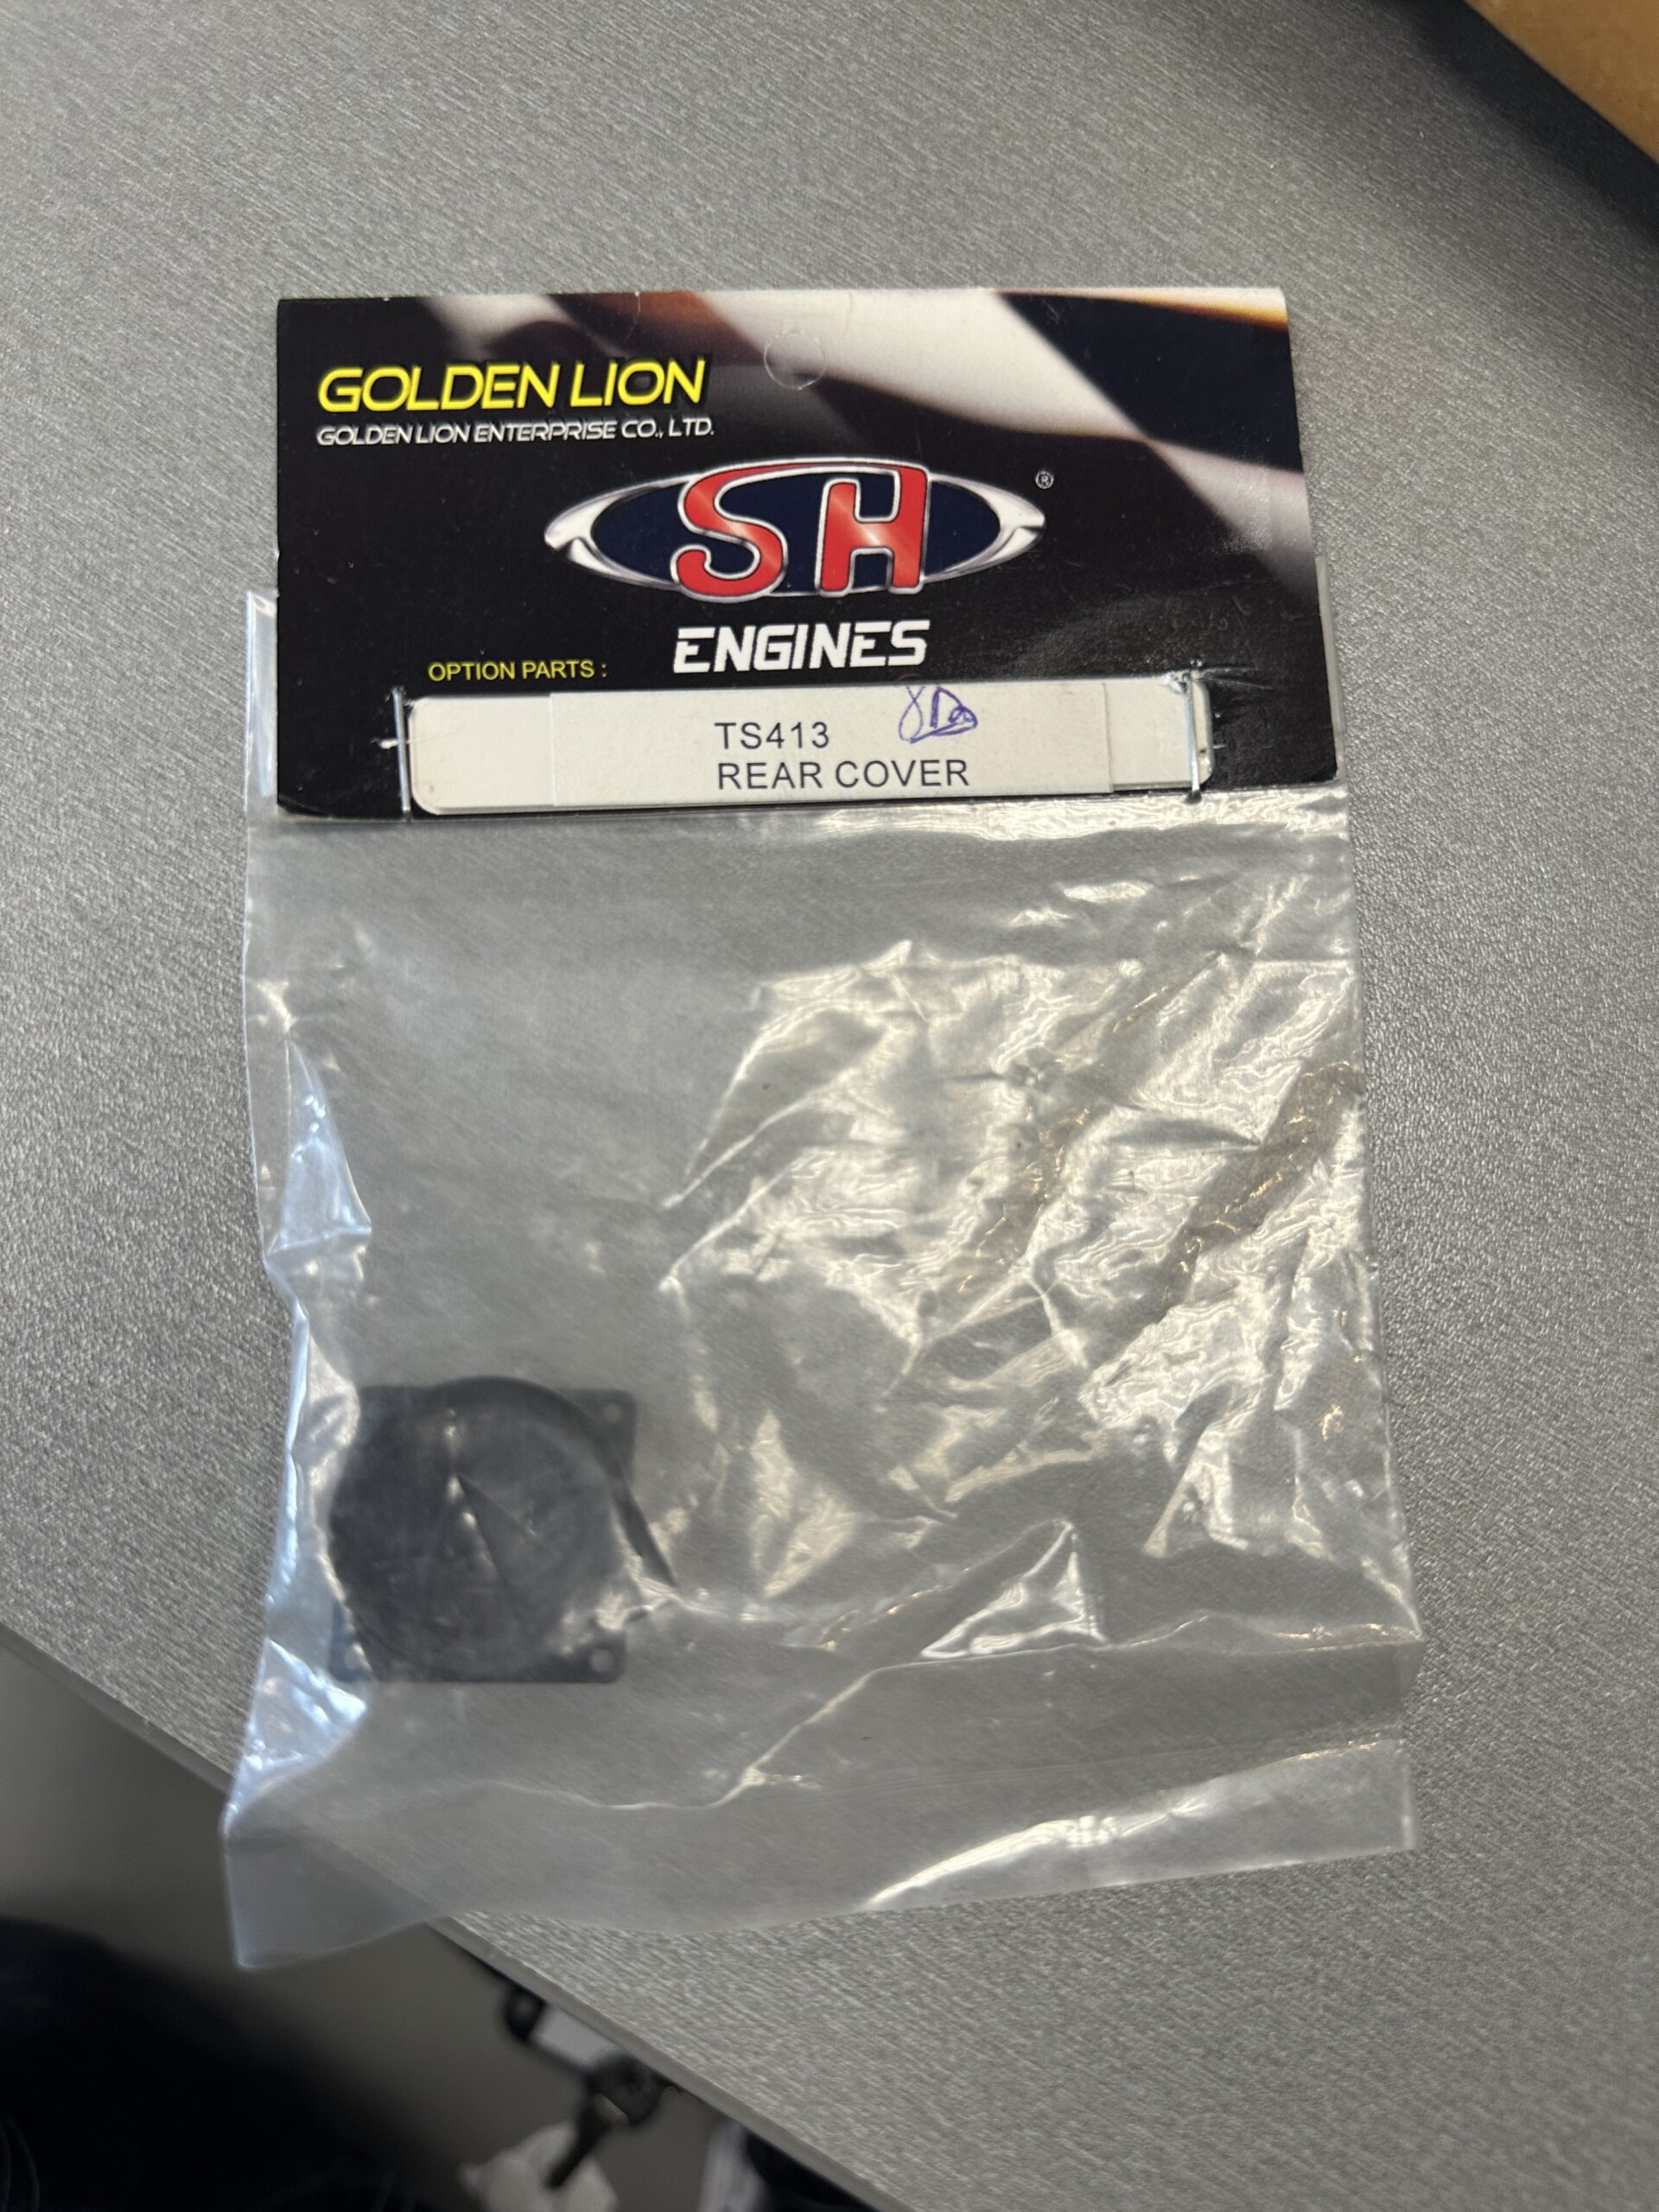 GOLDEN LION
GOLDEN LION ENTERPRISE CO., LTD.
SH ®
ENGINES
OPTION PARTS :
TS413
REAR COVER